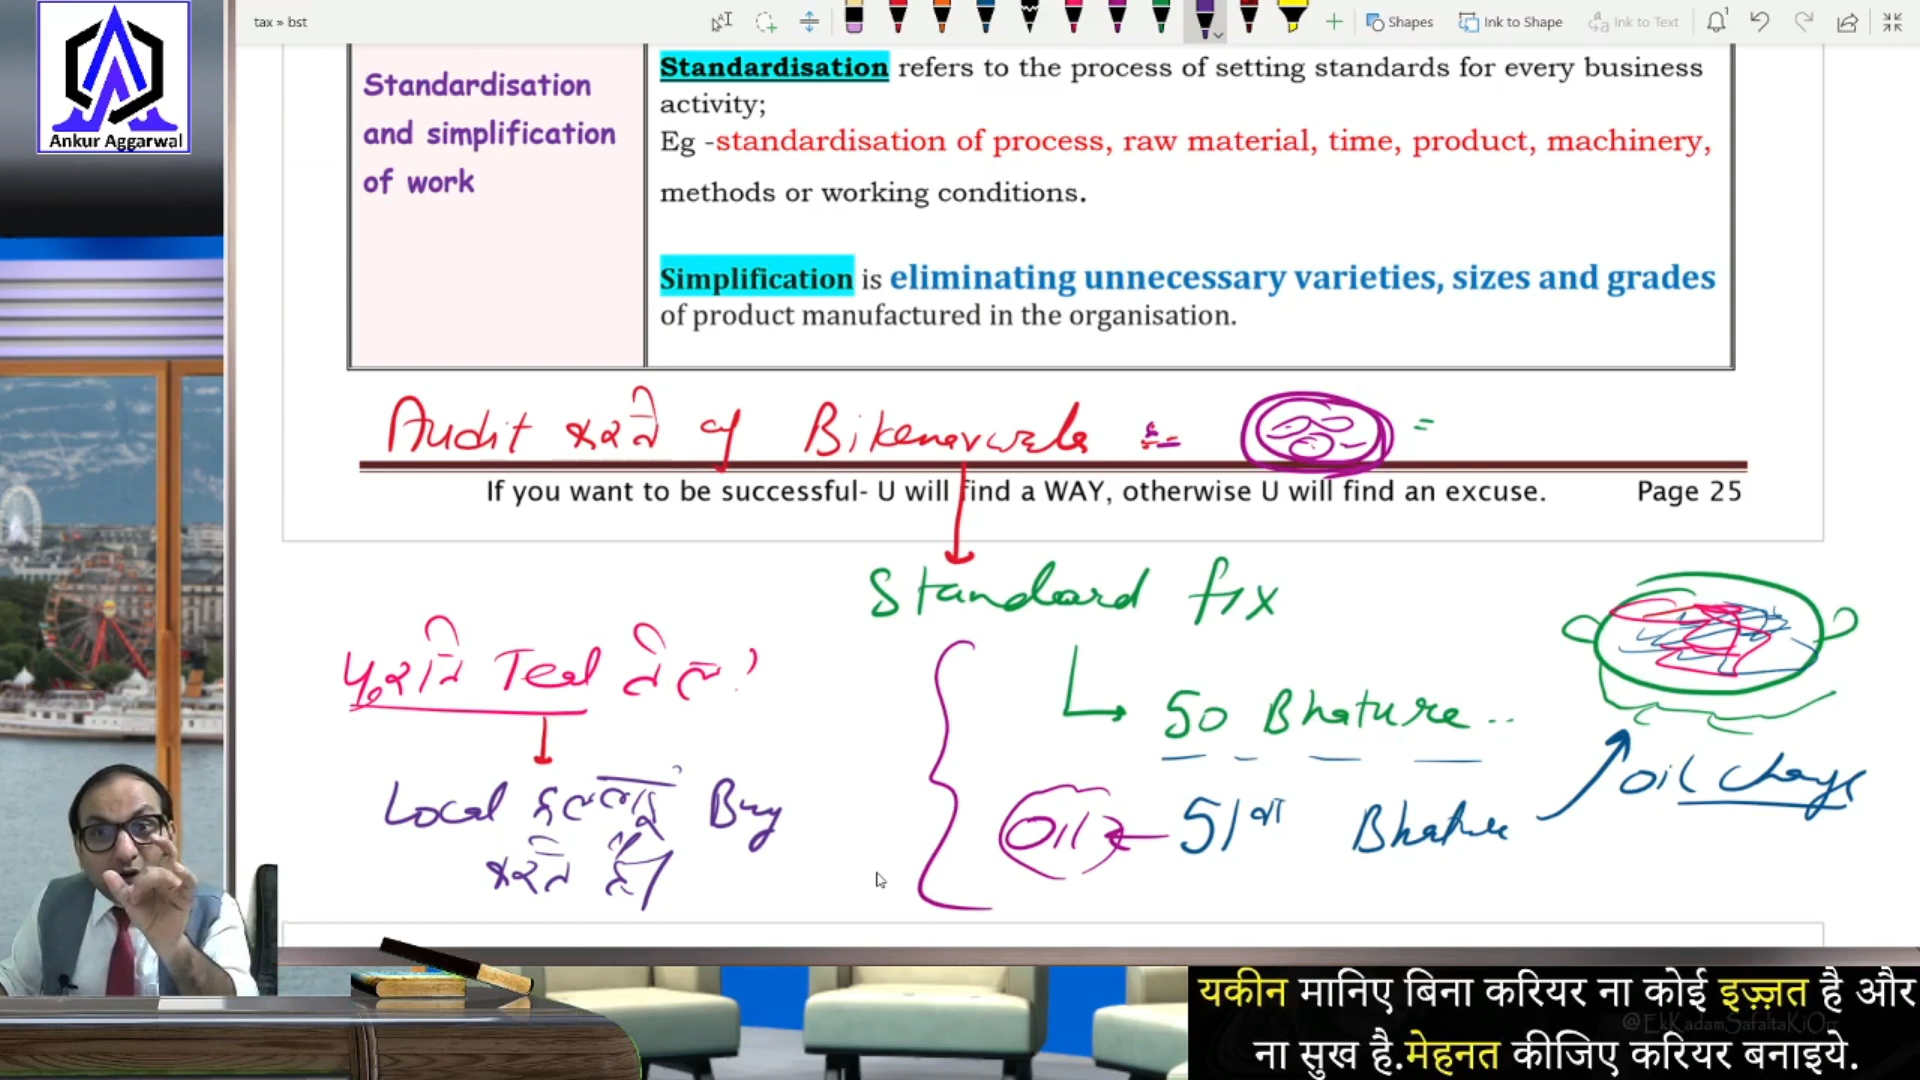 tax » bst
Shapes
Ink to Shape
Ink to Text
Ankur Aggarwal
Standardisation
and simplification
of work
Standardisation refers to the process of setting standards for every business
activity;
Eg -standardisation of process, raw material, time, product, machinery,
methods or working conditions.
Simplification is eliminating unnecessary varieties, sizes and grades
of product manufactured in the organisation.
Audit करने of Bikenerwale
If you want to be successful- U will find a WAY, otherwise U will find an excuse.
Page 25
Standard fix
50 Bhature..
Oil 51वा Bhature
oil change
Local हलवाई Buy
करते है।
यकीन मानिए बिना करियर ना कोई इज़्ज़त है और
ना सुख है.मेहनत कीजिए करियर बनाइये.